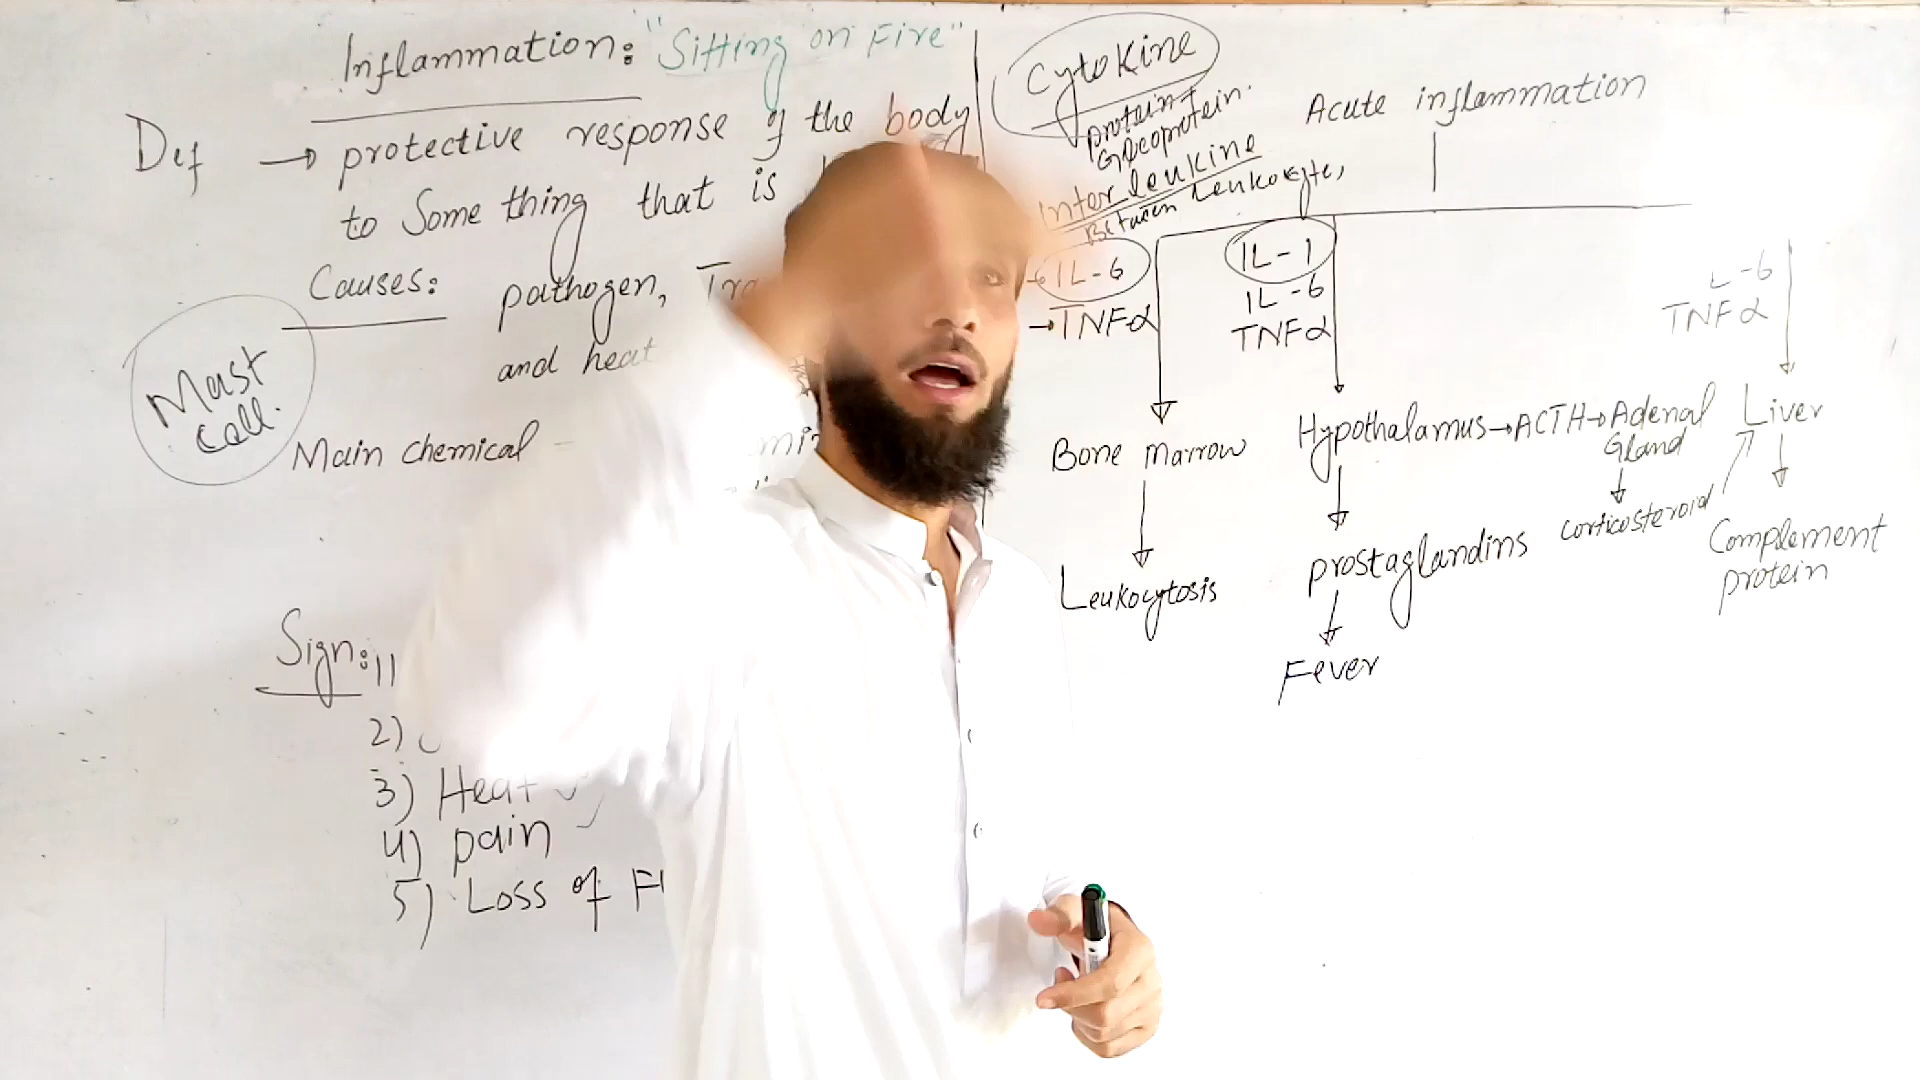 Inflammation: "Sitting on Fire"
Def → protective response of the body
to Some thing that is
Causes: pathogen,
and heat
Mast
Cell.
Main chemical
Sign: 1)
2)
3) Heat
4) pain
5) Loss of
Cytokine
protein +
Glycoprotein.
Inter leukine
Between Leukocyte,
Acute inflammation
IL-6
→ TNFα
IL-1
IL-6
TNFα
IL-6
TNFα
Bone marrow
Leukocytosis
Hypothalamus → ACTH → Adenal
Gland
corticosteroid
prostaglandins
Fever
Liver
Complement
protein